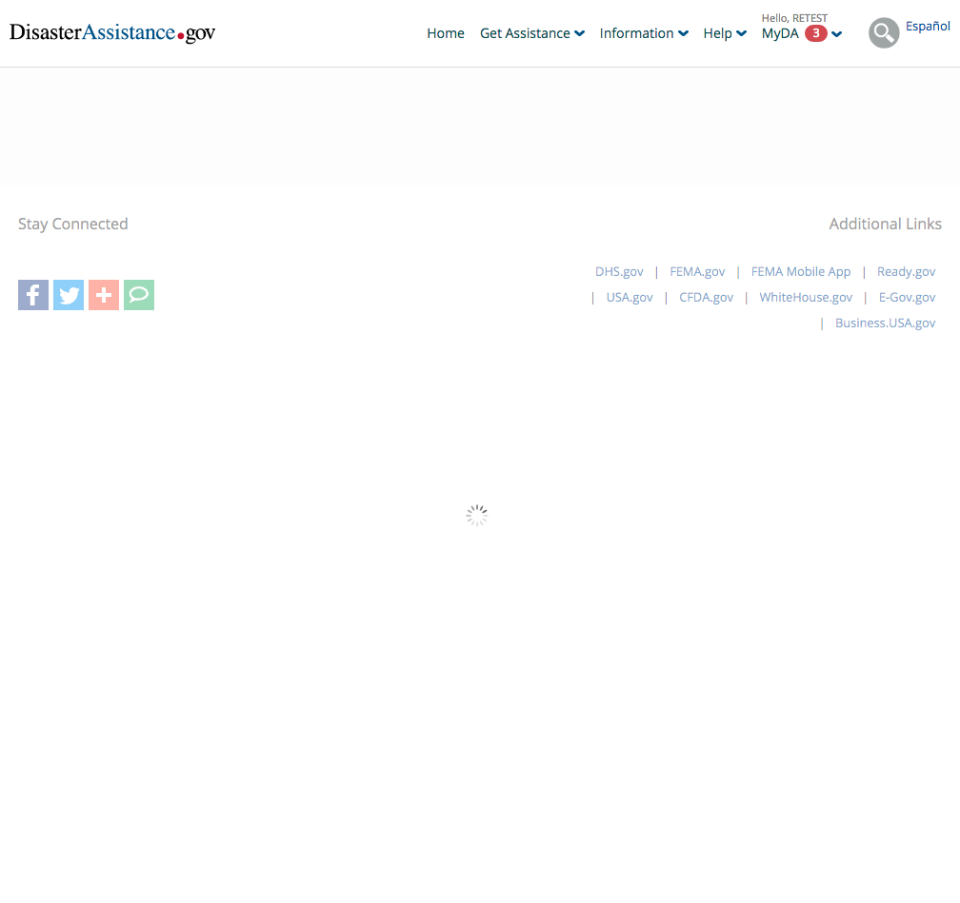 DisasterAssistance.gov
Home Get Assistance Information Help Hello, RETEST
MyDA 3 Español
Stay Connected
Additional Links
DHS.gov | FEMA.gov | FEMA Mobile App | Ready.gov
| USA.gov | CFDA.gov | WhiteHouse.gov | E-Gov.gov
| Business.USA.gov